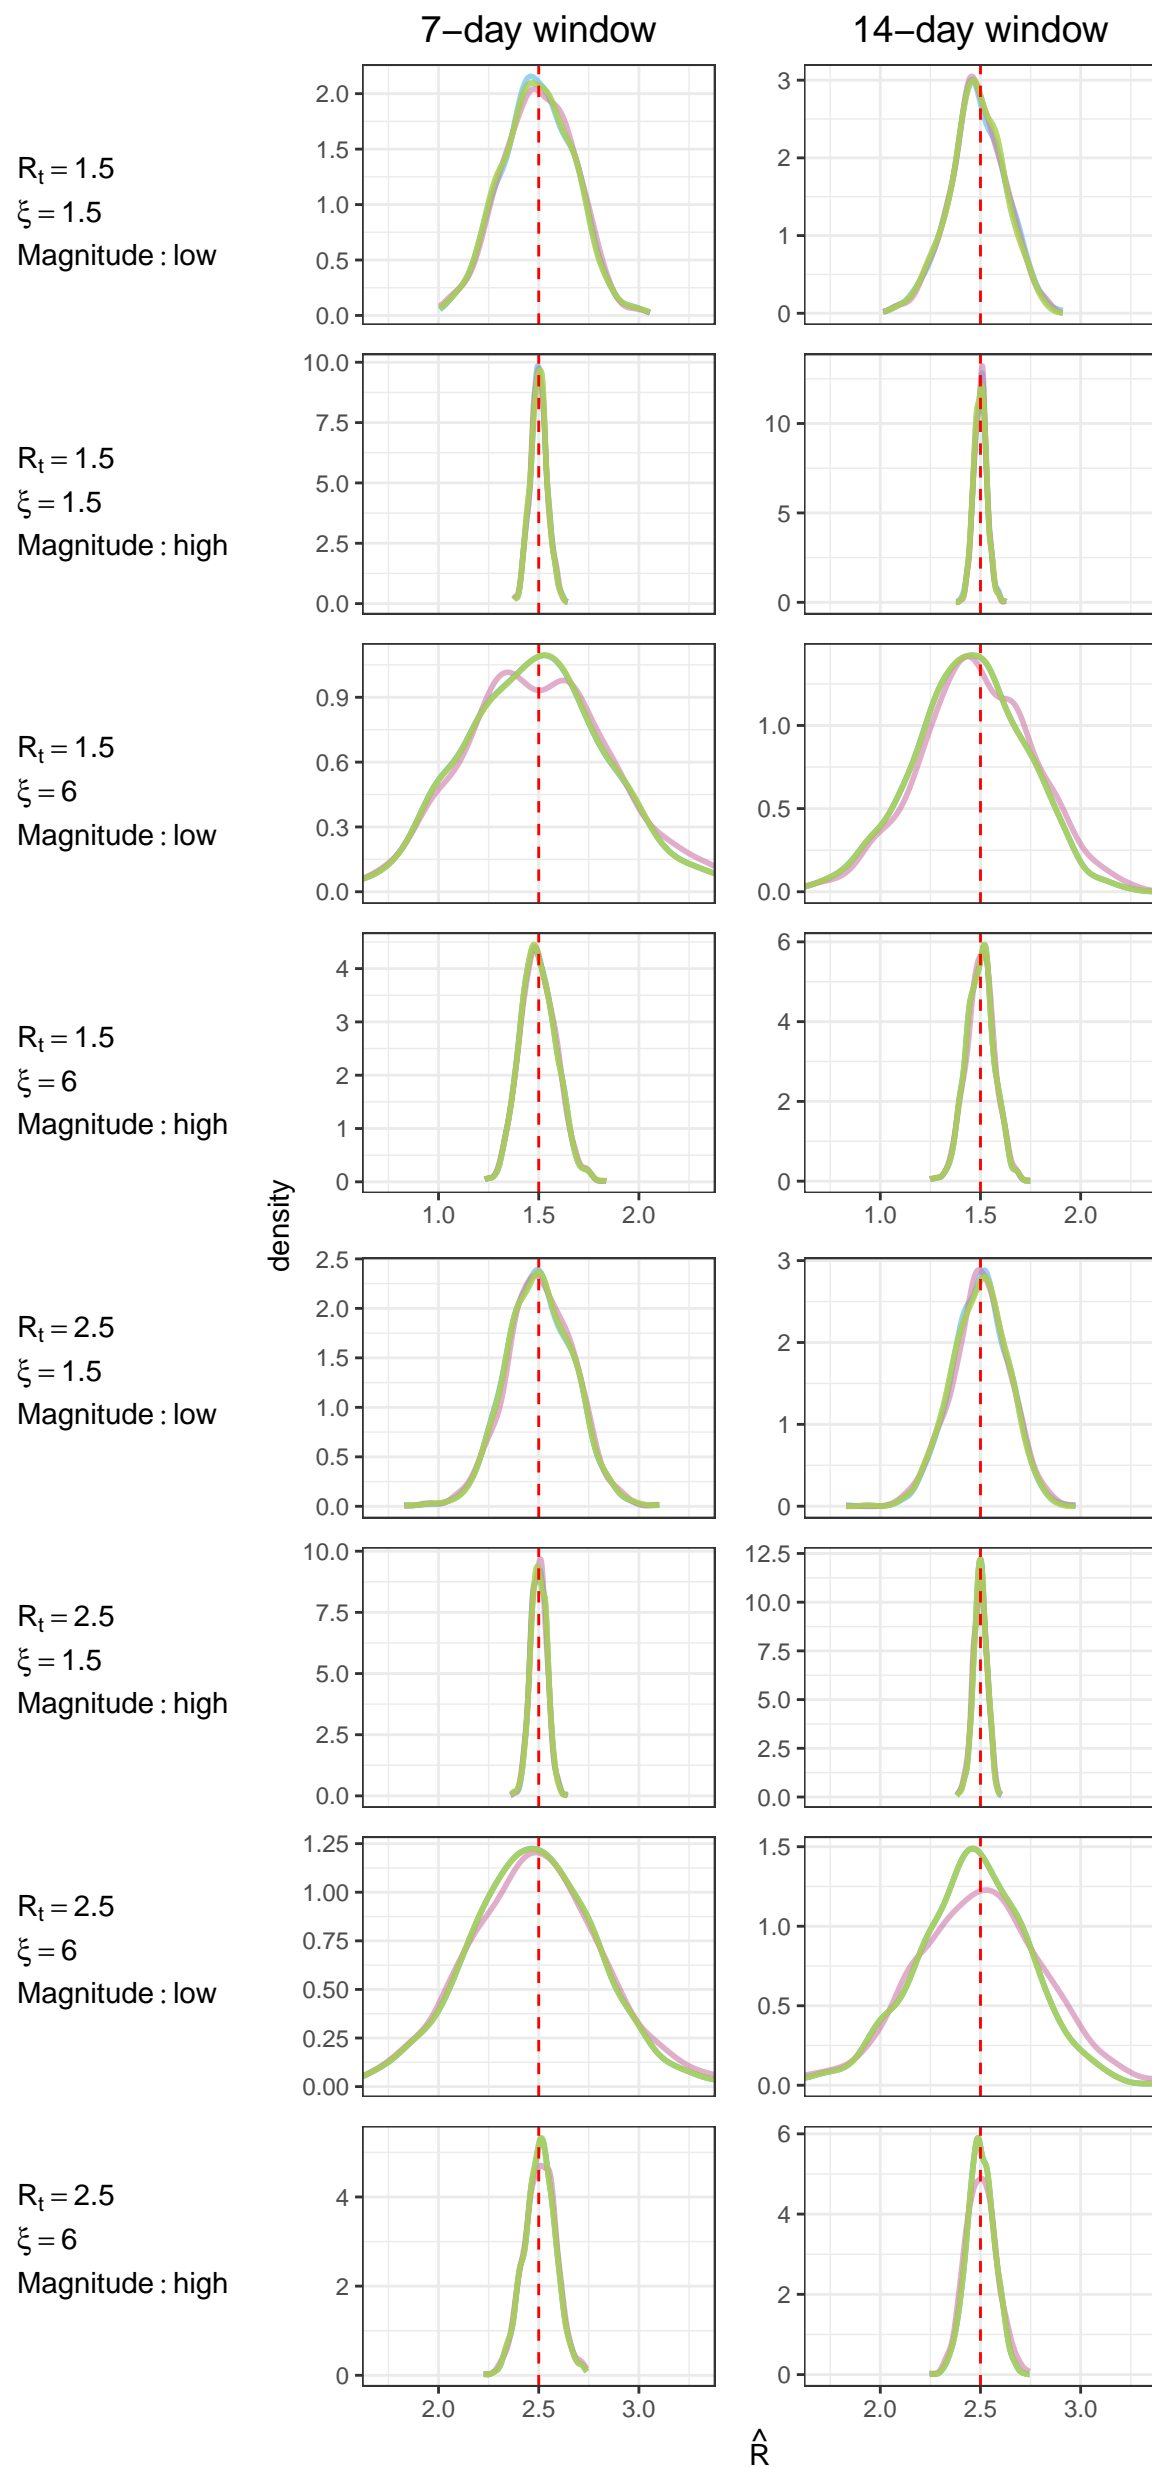 7−day window 14−day window
R_t = 1.5
ξ = 1.5
Magnitude : low
2.0
1.5
1.0
0.5
0.0
3
2
1
0
R_t = 1.5
ξ = 1.5
Magnitude : high
10.0
7.5
5.0
2.5
0.0
10
5
0
R_t = 1.5
ξ = 6
Magnitude : low
0.9
0.6
0.3
0.0
1.0
0.5
0.0
R_t = 1.5
ξ = 6
Magnitude : high
4
3
2
1
0
6
4
2
0
1.0 1.5 2.0 1.0 1.5 2.0
density
R_t = 2.5
ξ = 1.5
Magnitude : low
2.5
2.0
1.5
1.0
0.5
0.0
3
2
1
0
R_t = 2.5
ξ = 1.5
Magnitude : high
10.0
7.5
5.0
2.5
0.0
12.5
10.0
7.5
5.0
2.5
0.0
R_t = 2.5
ξ = 6
Magnitude : low
1.25
1.00
0.75
0.50
0.25
0.00
1.5
1.0
0.5
0.0
R_t = 2.5
ξ = 6
Magnitude : high
4
2
0
6
4
2
0
2.0 2.5 3.0 2.0 2.5 3.0
R̂